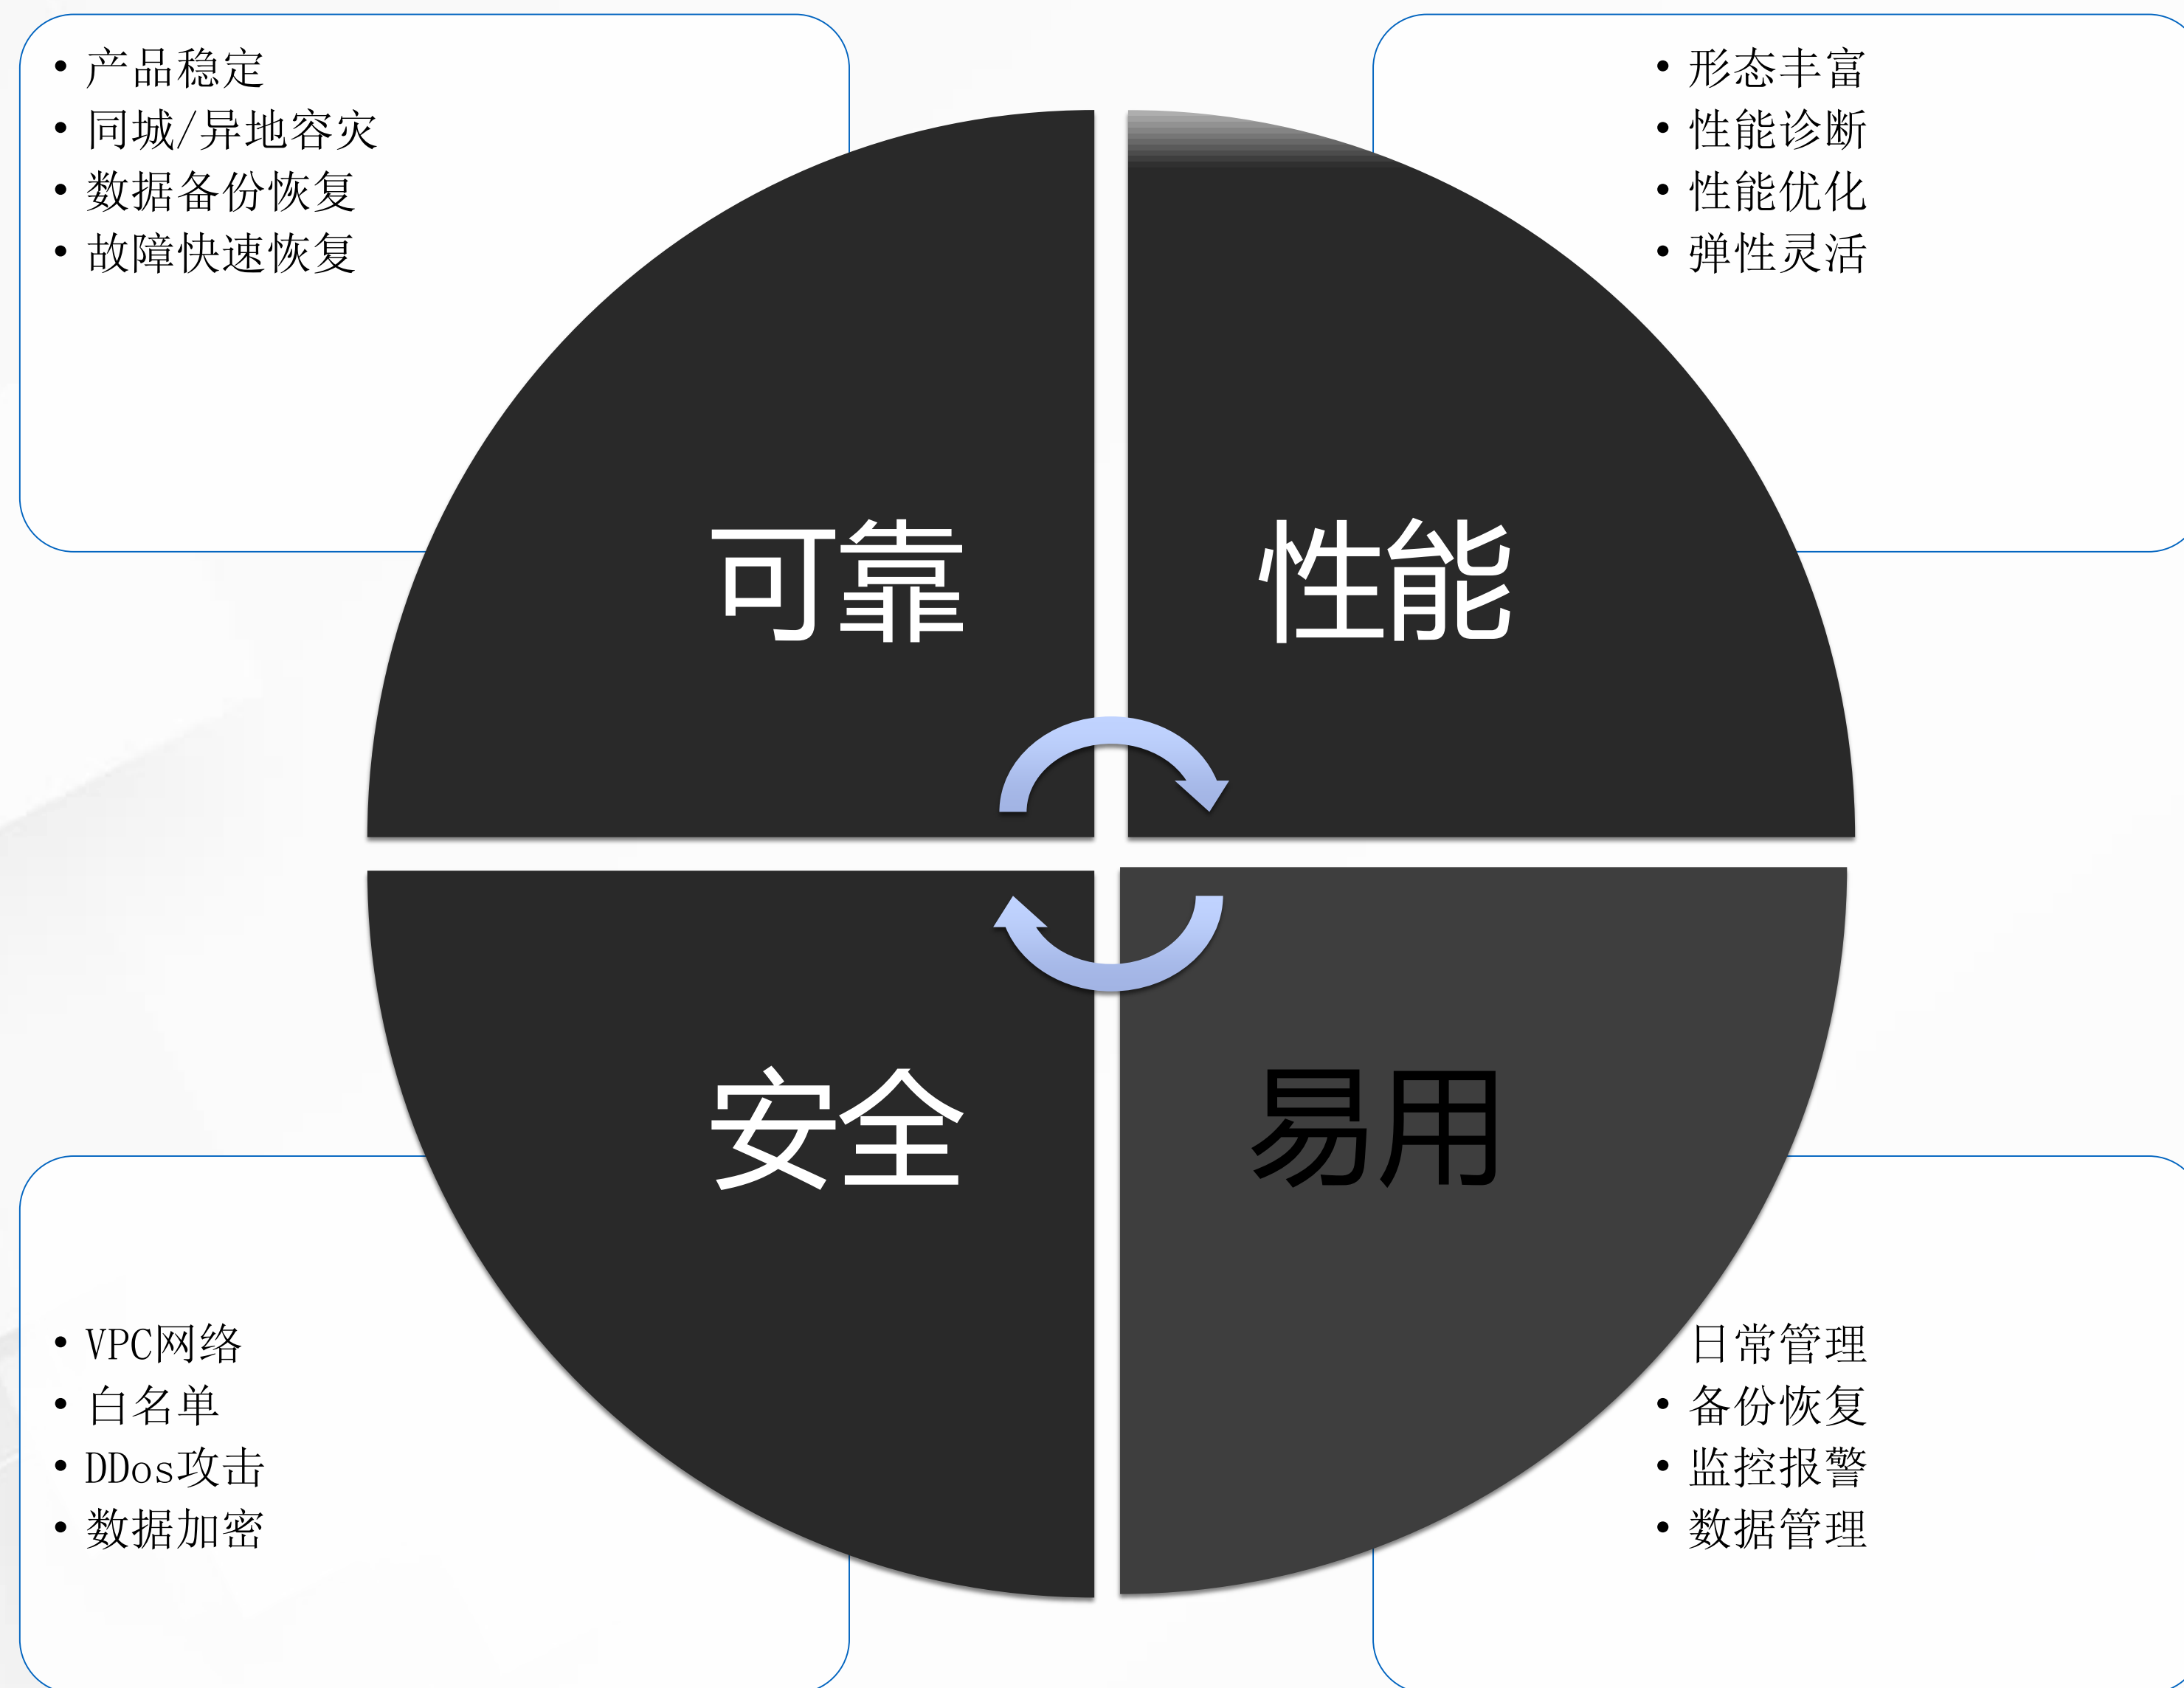 • 产品稳定
• 同城/异地容灾
• 数据备份恢复
• 故障快速恢复
• 形态丰富
• 性能诊断
• 性能优化
• 弹性灵活
可靠
性能
安全
易用
• VPC网络
• 白名单
• DDos攻击
• 数据加密
日常管理
• 备份恢复
• 监控报警
• 数据管理